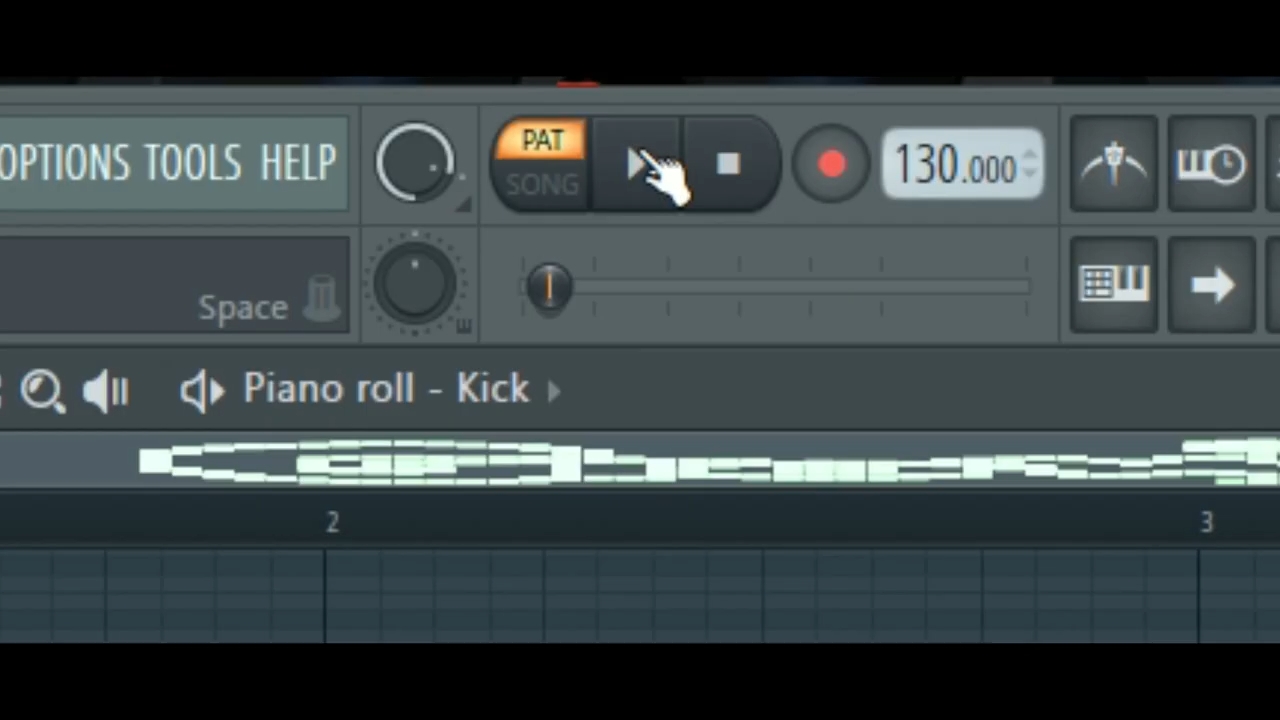 OPTIONS TOOLS HELP
PAT
SONG
130.000
Space
Piano roll - Kick
2
3